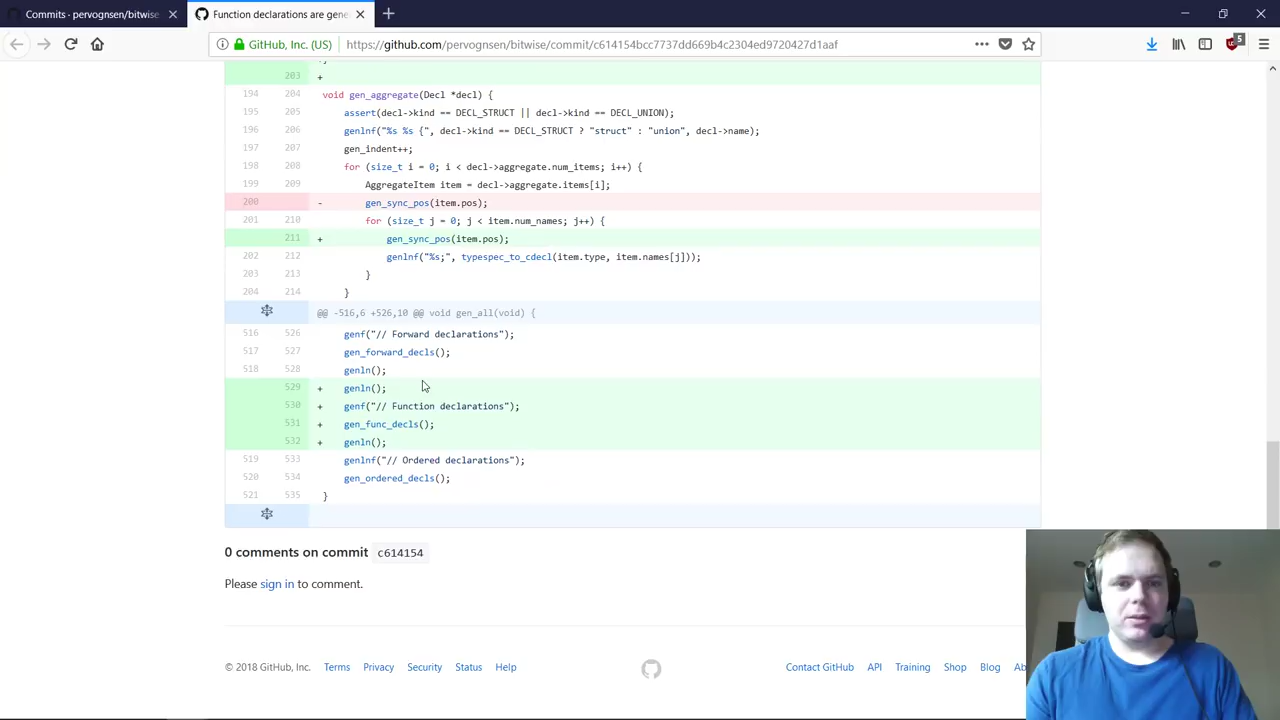 Commits · pervognsen/bitwise
Function declarations are gene
GitHub, Inc. (US)
https://github.com/pervognsen/bitwise/commit/c614154bcc7737dd669b4c2304ed9720427d1aaf
5
203 +
194 204 void gen_aggregate(Decl *decl) {
195 205 assert(decl->kind == DECL_STRUCT || decl->kind == DECL_UNION);
196 206 genlnf("%s %s {", decl->kind == DECL_STRUCT ? "struct" : "union", decl->name);
197 207 gen_indent++;
198 208 for (size_t i = 0; i < decl->aggregate.num_items; i++) {
199 209 AggregateItem item = decl->aggregate.items[i];
200 - gen_sync_pos(item.pos);
201 210 for (size_t j = 0; j < item.num_names; j++) {
211 + gen_sync_pos(item.pos);
202 212 genlnf("%s;", typespec_to_cdecl(item.type, item.names[j]));
203 213 }
204 214 }
@@ -516,6 +526,10 @@ void gen_all(void) {
516 526 genf("// Forward declarations");
517 527 gen_forward_decls();
518 528 genln();
529 + genln();
530 + genf("// Function declarations");
531 + gen_func_decls();
532 + genln();
519 533 genlnf("// Ordered declarations");
520 534 gen_ordered_decls();
521 535 }
0 comments on commit c614154
Please sign in to comment.
© 2018 GitHub, Inc. Terms Privacy Security Status Help
Contact GitHub API Training Shop Blog Ab